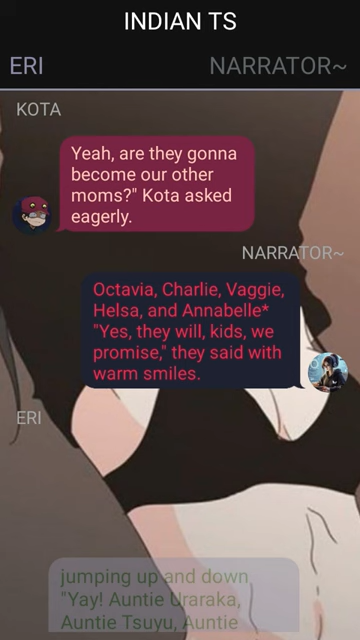 INDIAN TS
ERI
NARRATOR~
KOTA
Yeah, are they gonna
become our other
moms?" Kota asked
eagerly.
NARRATOR~
Octavia, Charlie, Vaggie,
Helsa, and Annabelle*
"Yes, they will, kids, we
promise," they said with
warm smiles.
ERI
jumping up and down
"Yay! Auntie Uraraka,
Auntie Tsuyu, Auntie